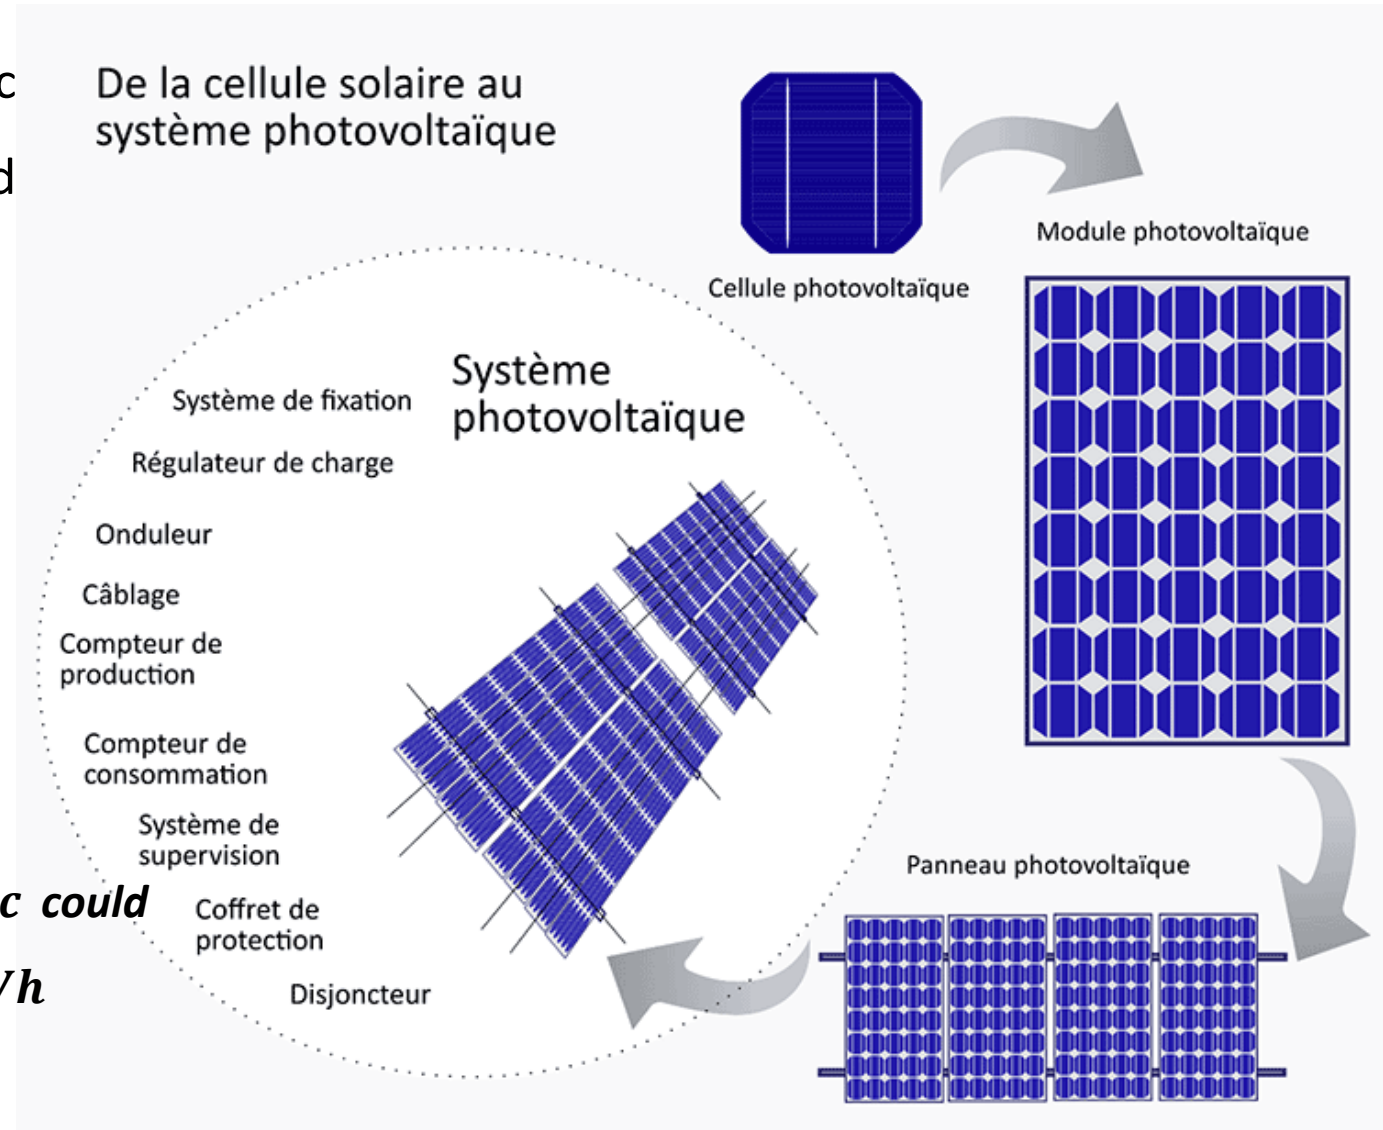 c
d
De la cellule solaire au
système photovoltaïque
Cellule photovoltaïque
Module photovoltaïque
Système
photovoltaïque
Système de fixation
Régulateur de charge
Onduleur
Câblage
Compteur de
production
Compteur de
consommation
Système de
supervision
Coffret de
protection
Disjoncteur
Panneau photovoltaïque
c could
h